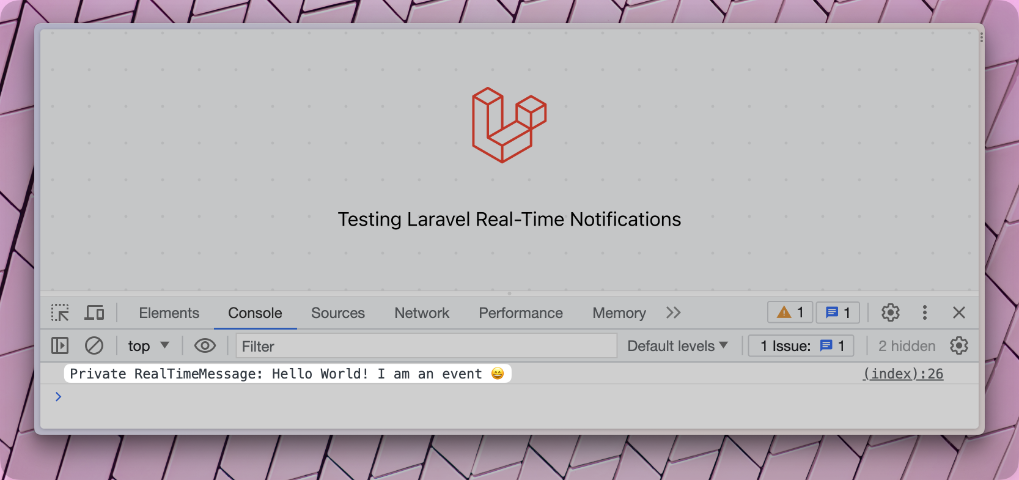 Testing Laravel Real-Time Notifications
Elements Console Sources Network Performance Memory 1 1
top Filter Default levels 1 Issue: 1 2 hidden
Private RealTimeMessage: Hello World! I am an event 😄 (index):26